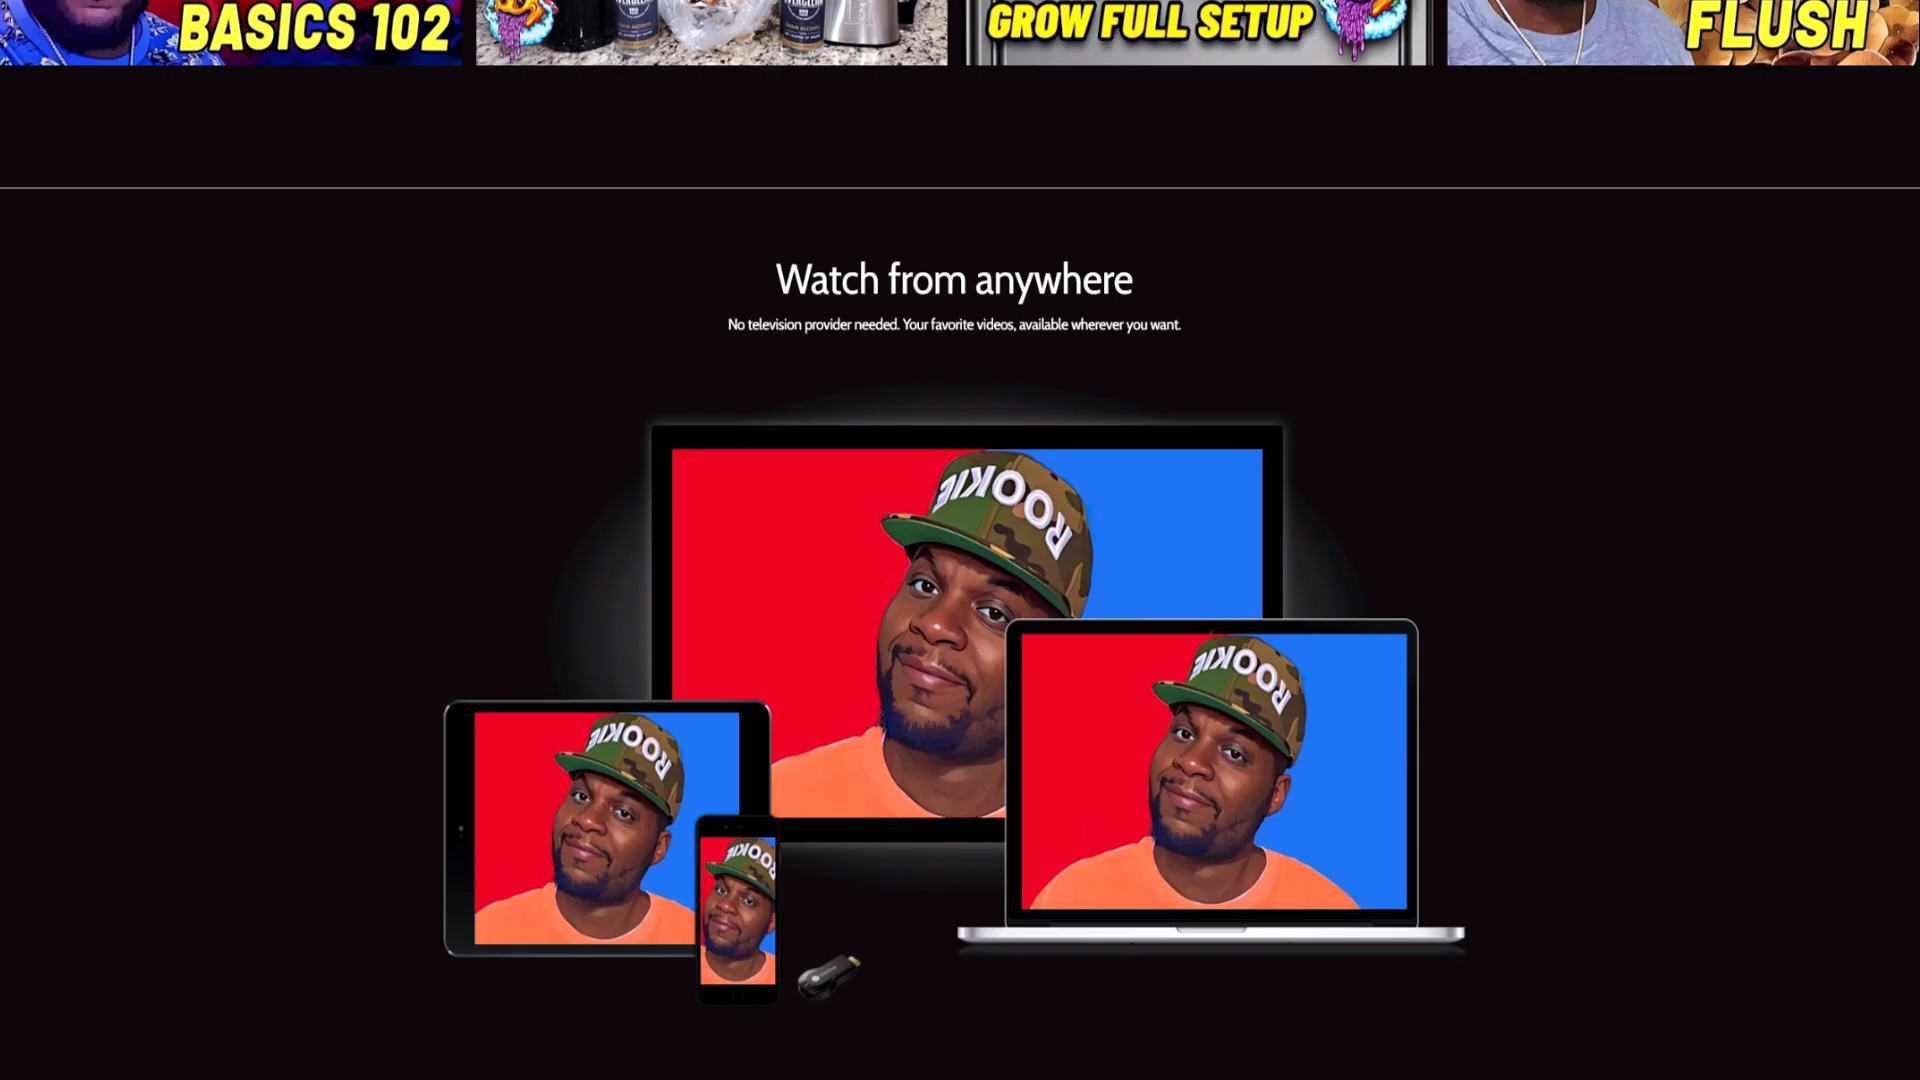 BASICS 102
GROW FULL SETUP
FLUSH
Watch from anywhere
No television provider needed. Your favorite videos, available wherever you want.
ROOKIE
ROOKIE
ROOKIE
ROOKIE